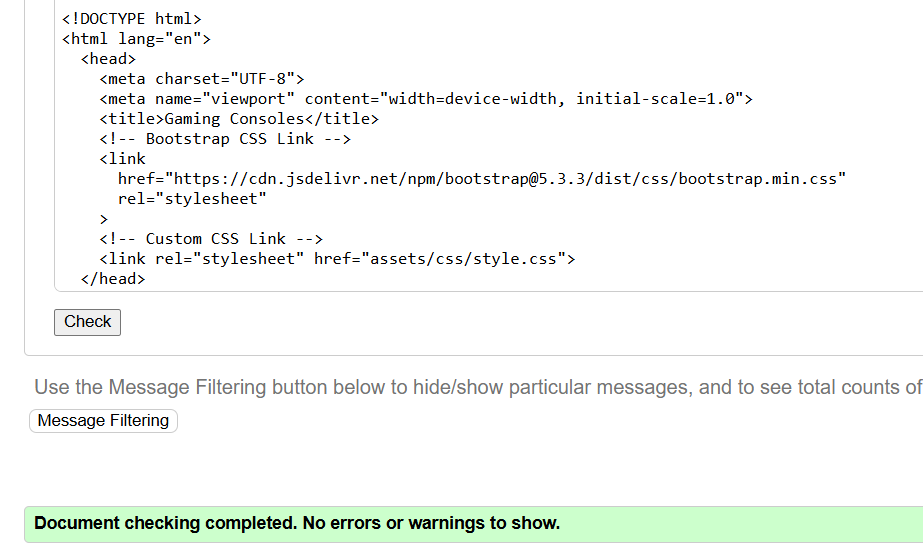 <!DOCTYPE html>
<html lang="en">
  <head>
    <meta charset="UTF-8">
    <meta name="viewport" content="width=device-width, initial-scale=1.0">
    <title>Gaming Consoles</title>
    <!-- Bootstrap CSS Link -->
    <link
      href="https://cdn.jsdelivr.net/npm/bootstrap@5.3.3/dist/css/bootstrap.min.css"
      rel="stylesheet"
    >
    <!-- Custom CSS Link -->
    <link rel="stylesheet" href="assets/css/style.css">
  </head>
Check
Use the Message Filtering button below to hide/show particular messages, and to see total counts of
Message Filtering
Document checking completed. No errors or warnings to show.